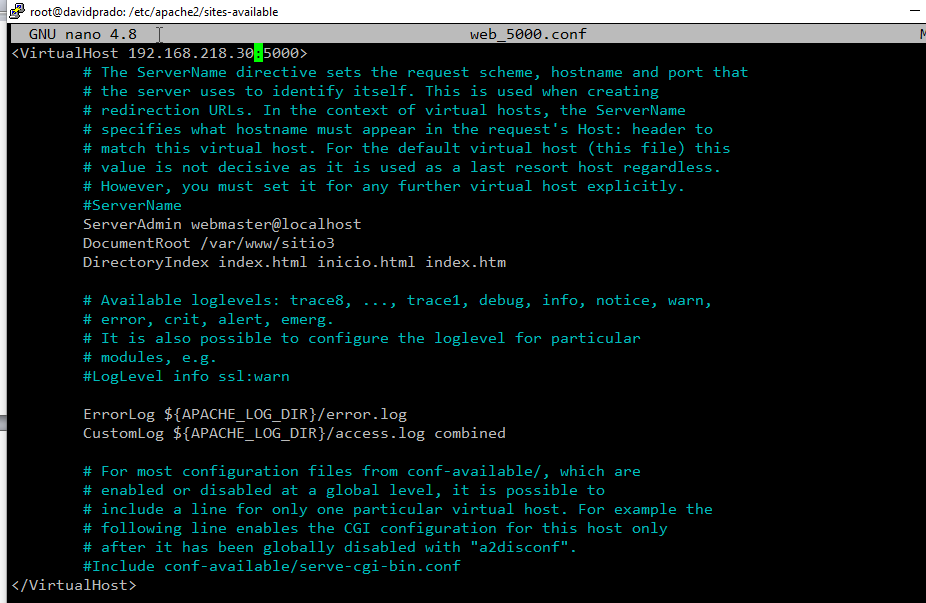 root@davidprado: /etc/apache2/sites-available
GNU nano 4.8 web_5000.conf M
<VirtualHost 192.168.218.30:5000>
# The ServerName directive sets the request scheme, hostname and port that
# the server uses to identify itself. This is used when creating
# redirection URLs. In the context of virtual hosts, the ServerName
# specifies what hostname must appear in the request's Host: header to
# match this virtual host. For the default virtual host (this file) this
# value is not decisive as it is used as a last resort host regardless.
# However, you must set it for any further virtual host explicitly.
#ServerName
ServerAdmin webmaster@localhost
DocumentRoot /var/www/sitio3
DirectoryIndex index.html inicio.html index.htm
# Available loglevels: trace8, ..., trace1, debug, info, notice, warn,
# error, crit, alert, emerg.
# It is also possible to configure the loglevel for particular
# modules, e.g.
#LogLevel info ssl:warn
ErrorLog ${APACHE_LOG_DIR}/error.log
CustomLog ${APACHE_LOG_DIR}/access.log combined
# For most configuration files from conf-available/, which are
# enabled or disabled at a global level, it is possible to
# include a line for only one particular virtual host. For example the
# following line enables the CGI configuration for this host only
# after it has been globally disabled with "a2disconf".
#Include conf-available/serve-cgi-bin.conf
</VirtualHost>